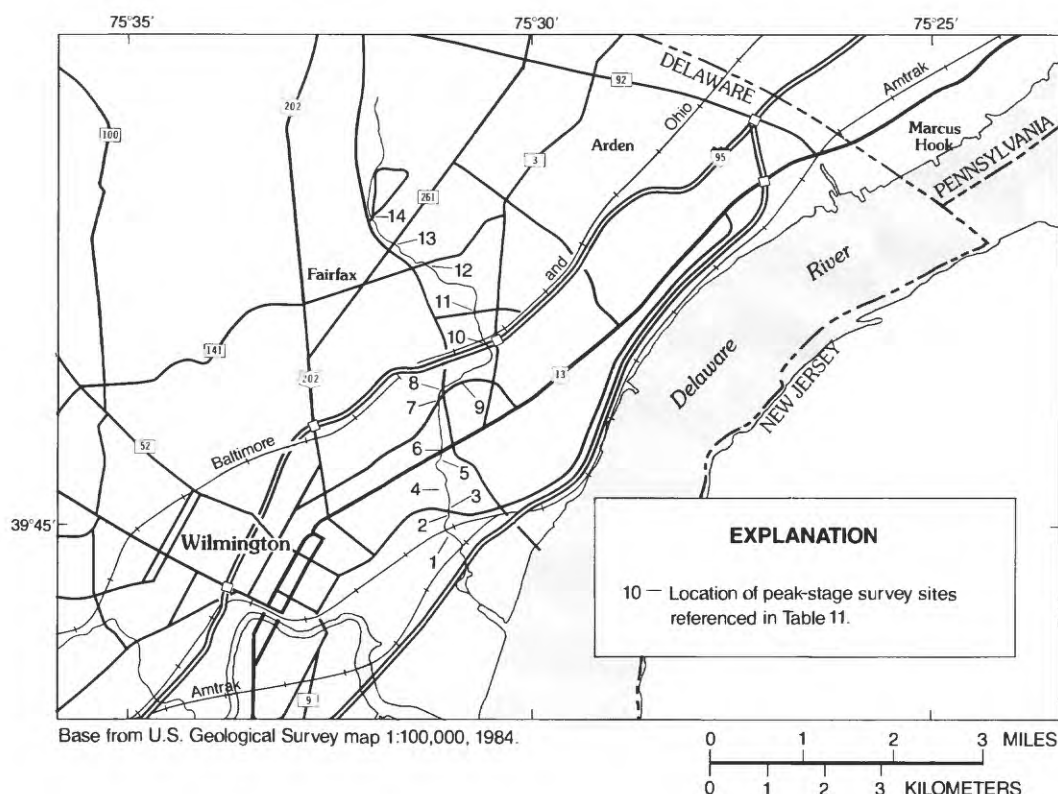 75°35'
75°30'
75°25'
DELAWARE
92
Ohio
Amtrak
202
100
Marcus
Hook
PENNSYLVANIA
3
Arden
95
261
14
13
River
12
Fairfax
and
11
10
141
202
13
Delaware
NEW JERSEY
8
7
9
52
Baltimore
6
5
4
3
39°45'
2
Wilmington
1
EXPLANATION
10 — Location of peak-stage survey sites
referenced in Table 11.
Amtrak
9
Base from U.S. Geological Survey map 1:100,000, 1984.
0 1 2 3 MILES
0 1 2 3 KILOMETERS